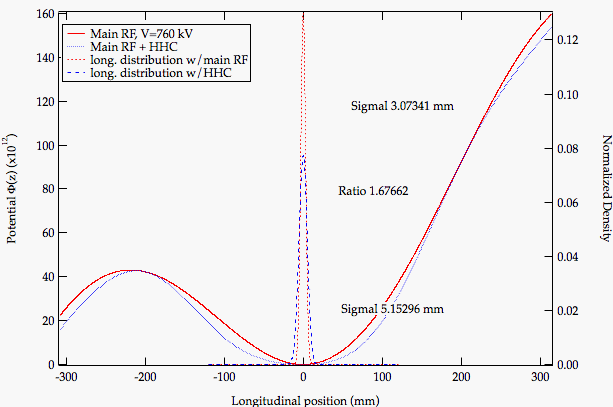 160
140
120
100
80
60
40
20
0
Potential Φ(z) (x10¹²)
Main RF, V=760 kV
Main RF + HHC
long. distribution w/main RF
long. distribution w/HHC
Sigmal 3.07341 mm
Ratio 1.67662
Sigmal 5.15296 mm
0.12
0.10
0.08
0.06
0.04
0.02
0.00
Normalized Density
-300
-200
-100
0
100
200
300
Longitudinal position (mm)